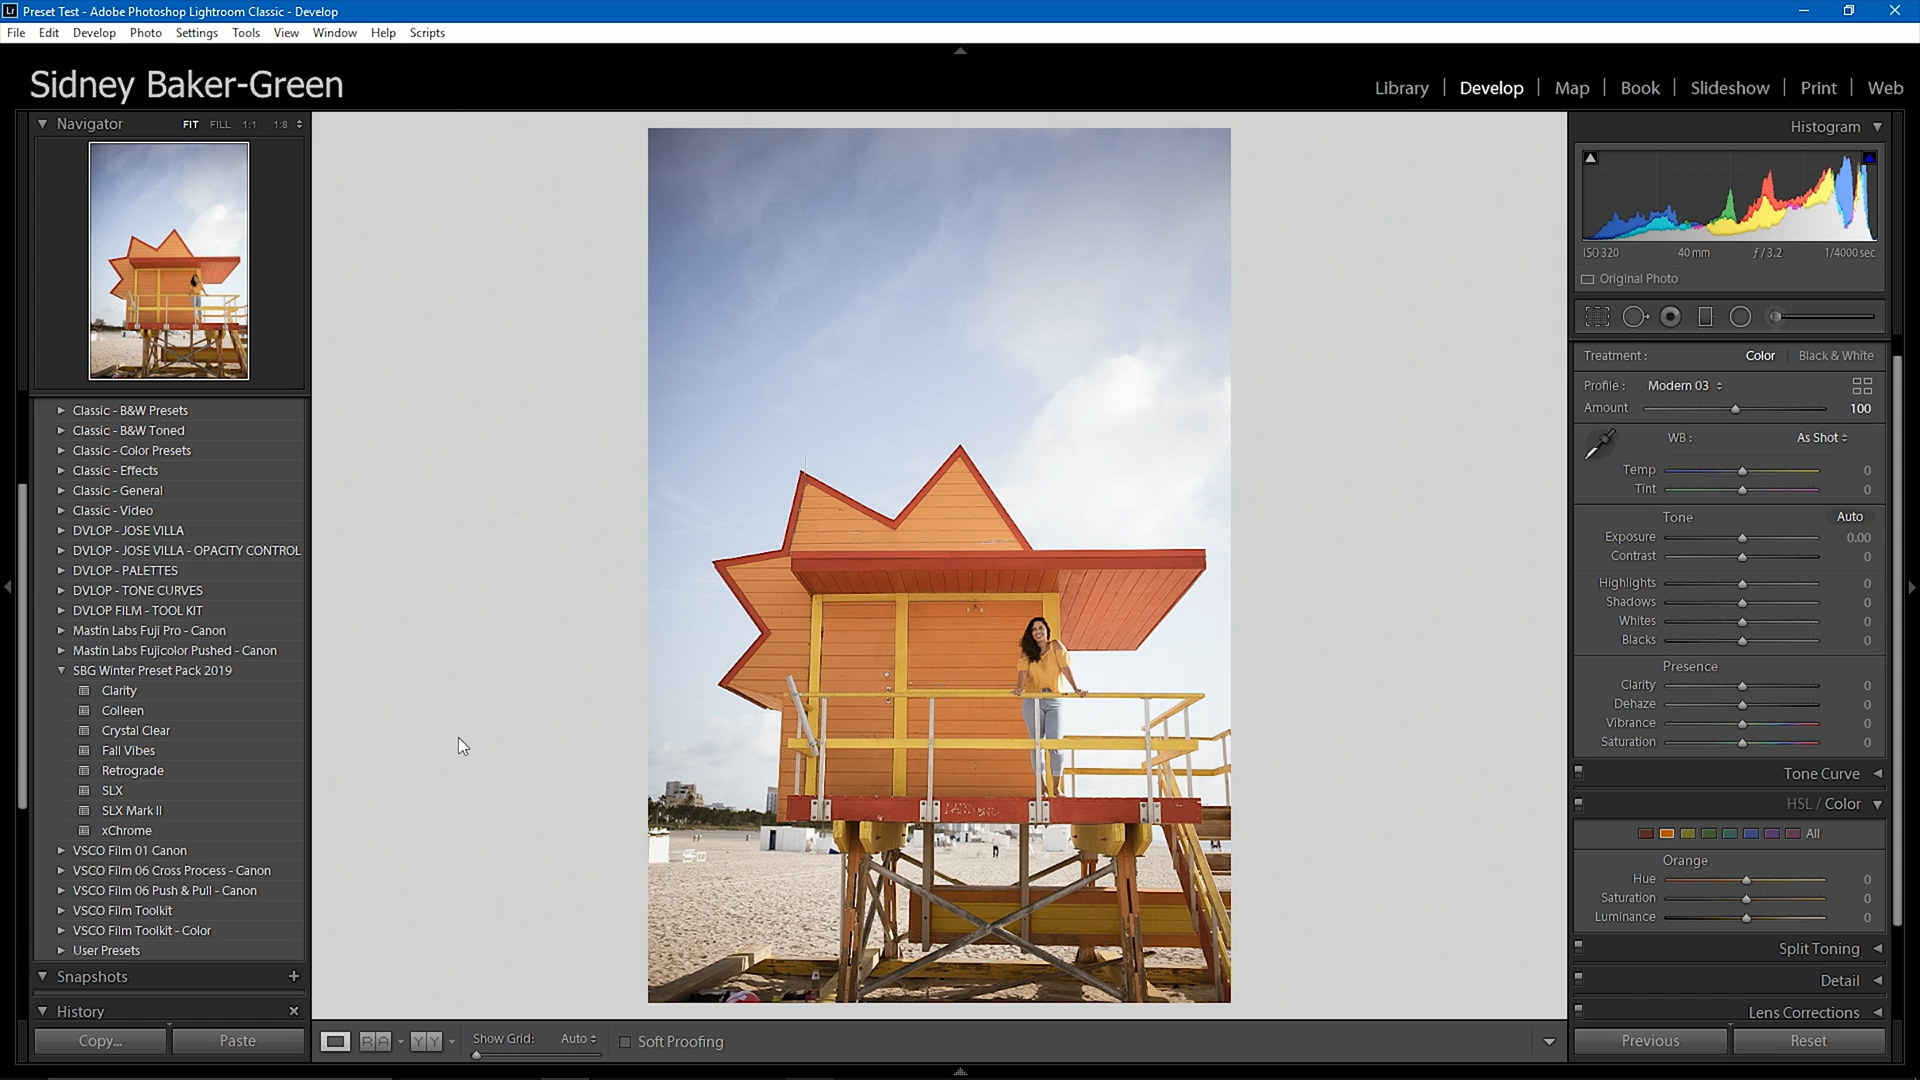 Lr Preset Test - Adobe Photoshop Lightroom Classic - Develop
File Edit Develop Photo Settings Tools View Window Help Scripts
Sidney Baker-Green
Library | Develop | Map | Book | Slideshow | Print | Web
Navigator FIT FILL 1:1 1:8
Classic - B&W Presets
Classic - B&W Toned
Classic - Color Presets
Classic - Effects
Classic - General
Classic - Video
DVLOP - JOSE VILLA
DVLOP - JOSE VILLA - OPACITY CONTROL
DVLOP - PALETTES
DVLOP - TONE CURVES
DVLOP FILM - TOOL KIT
Mastin Labs Fuji Pro - Canon
Mastin Labs Fujicolor Pushed - Canon
SBG Winter Preset Pack 2019
Clarity
Colleen
Crystal Clear
Fall Vibes
Retrograde
SLX
SLX Mark II
xChrome
VSCO Film 01 Canon
VSCO Film 06 Cross Process - Canon
VSCO Film 06 Push & Pull - Canon
VSCO Film Toolkit
VSCO Film Toolkit - Color
User Presets
Snapshots +
History
Copy... Paste
R A Y Y Show Grid: Auto Soft Proofing
Histogram
ISO 320 40 mm ƒ / 3.2 1/4000 sec
Original Photo
Treatment : Color | Black & White
Profile : Modern 03
Amount 100
WB : As Shot
Temp 0
Tint 0
Tone Auto
Exposure 0.00
Contrast 0
Highlights 0
Shadows 0
Whites 0
Blacks 0
Presence
Clarity 0
Dehaze 0
Vibrance 0
Saturation 0
Tone Curve
HSL / Color
All
Orange
Hue 0
Saturation 0
Luminance 0
Split Toning
Detail
Lens Corrections
Previous Reset